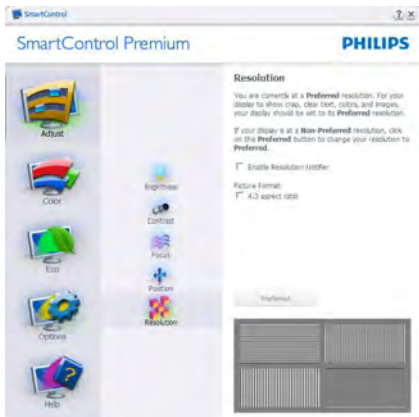 SmartControl
? ×
SmartControl Premium
PHILIPS
Adjust
Color
Eco
Options
Help
Brightness
Contrast
Focus
Position
Resolution
Resolution
You are currently at a Preferred resolution. For your
display to show crisp, clear text, colors, and images,
your display should be set to its Preferred resolution.
If your display is at a Non-Preferred resolution, click
on the Preferred button to change your resolution to
Preferred.
Enable Resolution Notifier
Picture Format
4:3 aspect ratio
Preferred